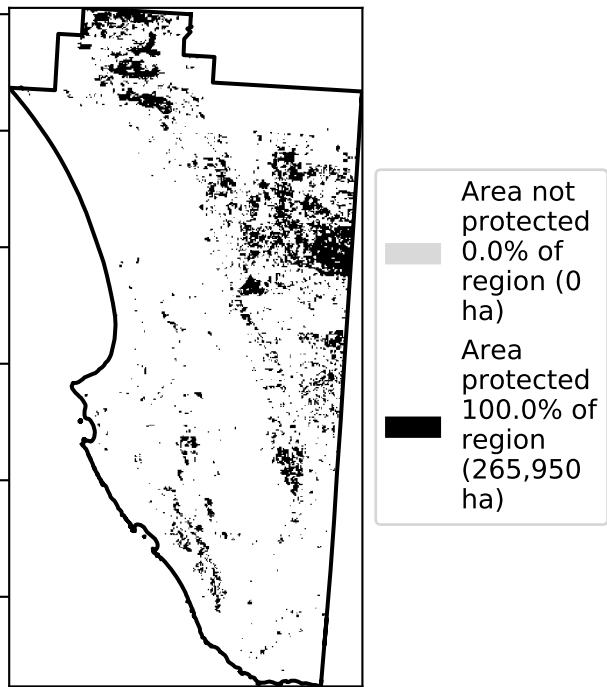 Area not
protected
0.0% of
region (0
ha)
Area
protected
100.0% of
region
(265,950
ha)